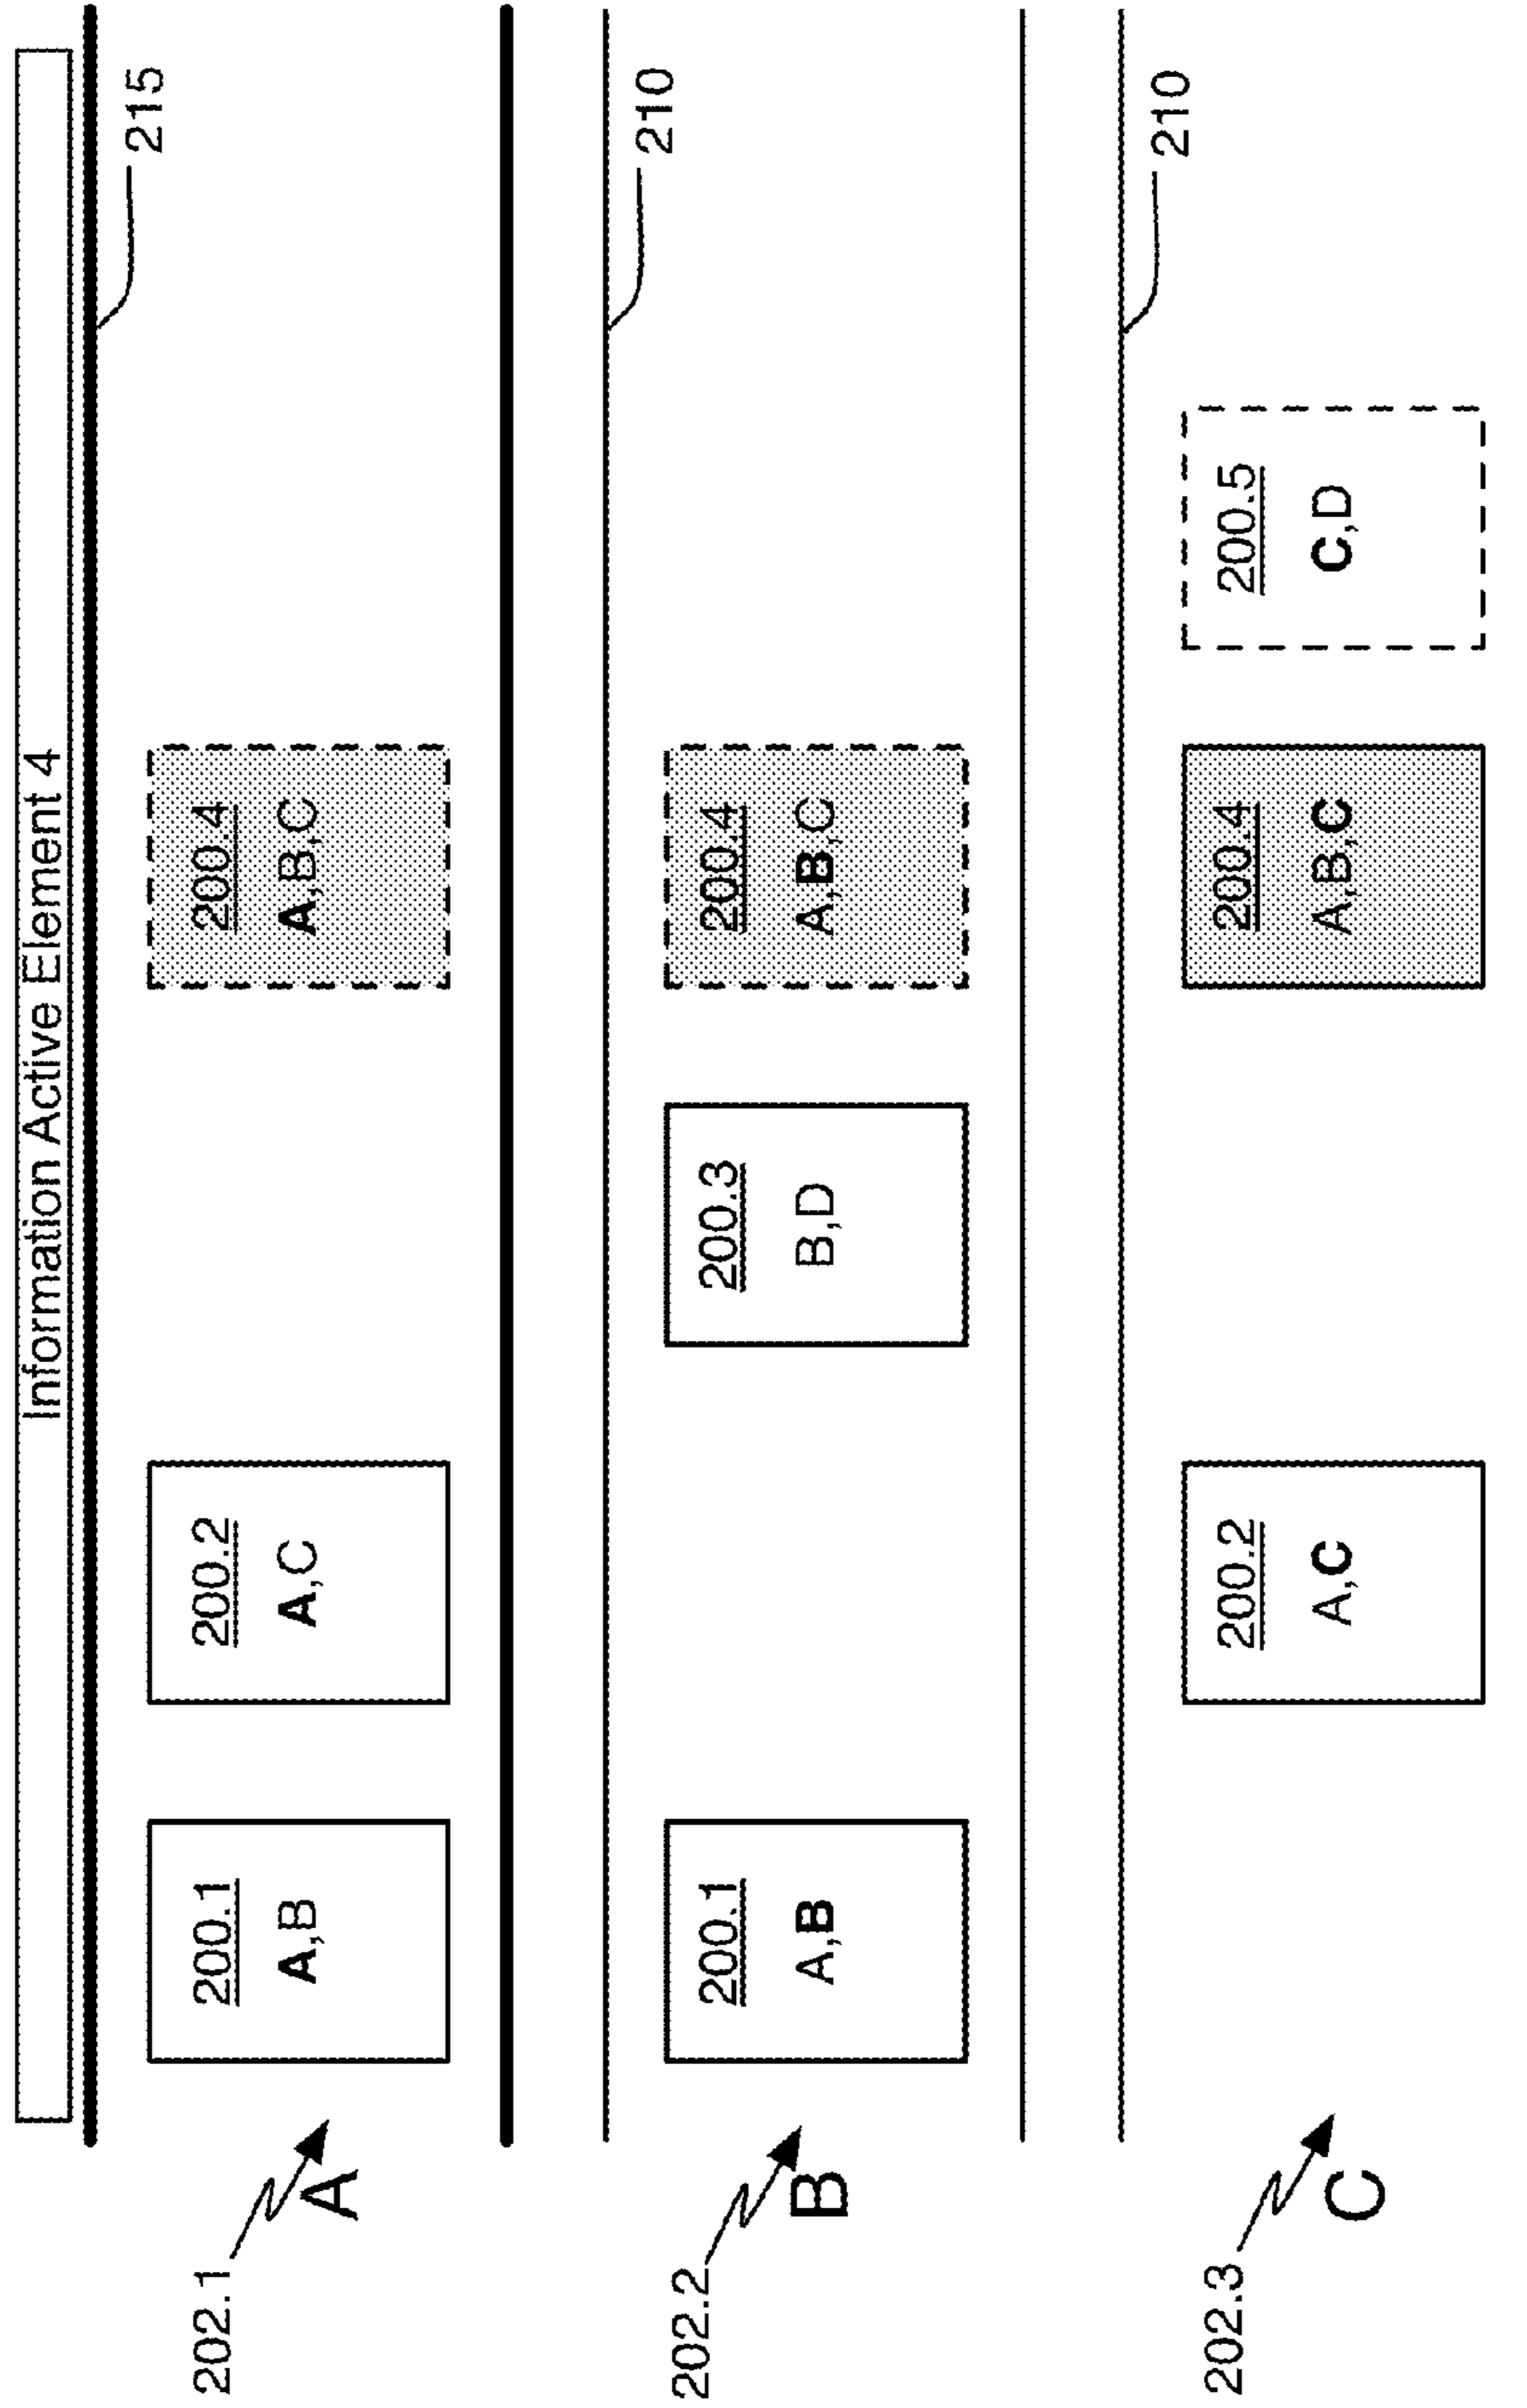 Information Active Element 4
215
202.1
A
200.1
A,B
200.2
A,C
200.4
A,B,C
210
202.2
B
200.1
A,B
200.3
B,D
200.4
A,B,C
210
202.3
C
200.2
A,C
200.4
A,B,C
200.5
C,D